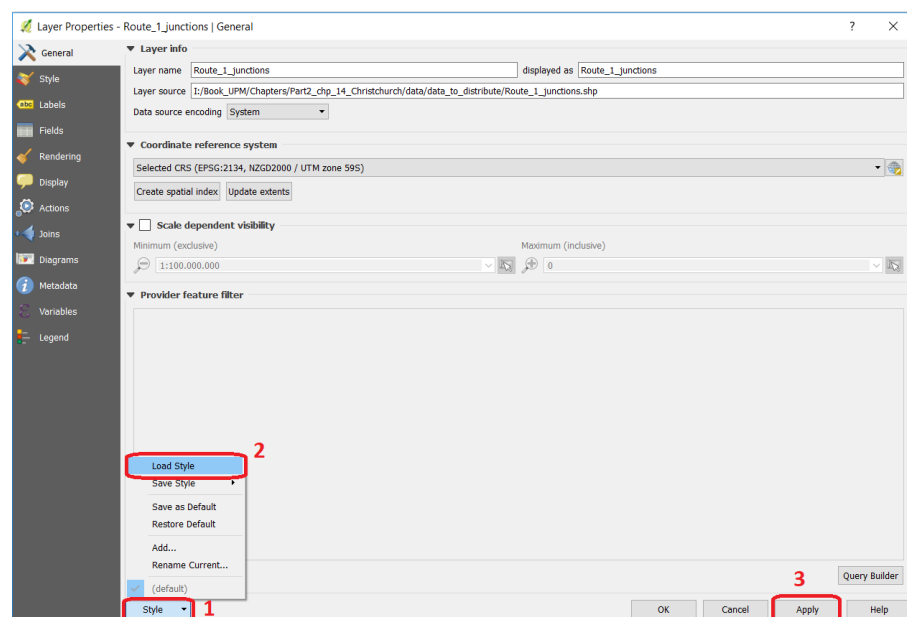 Layer Properties - Route_1_junctions | General ? ×
General
Style
abc Labels
Fields
Rendering
Display
Actions
Joins
Diagrams
Metadata
Variables
Legend
Layer info
Layer name Route_1_junctions displayed as Route_1_junctions
Layer source I:/Book_UPM/Chapters/Part2_chp_14_Christchurch/data/data_to_distribute/Route_1_junctions.shp
Data source encoding System
Coordinate reference system
Selected CRS (EPSG:2134, NZGD2000 / UTM zone 59S)
Create spatial index Update extents
Scale dependent visibility
Minimum (exclusive) Maximum (inclusive)
1:100.000.000 0
Provider feature filter
Load Style 2
Save Style
Save as Default
Restore Default
Add...
Rename Current...
(default)
Query Builder
Style 1
3
OK Cancel Apply Help